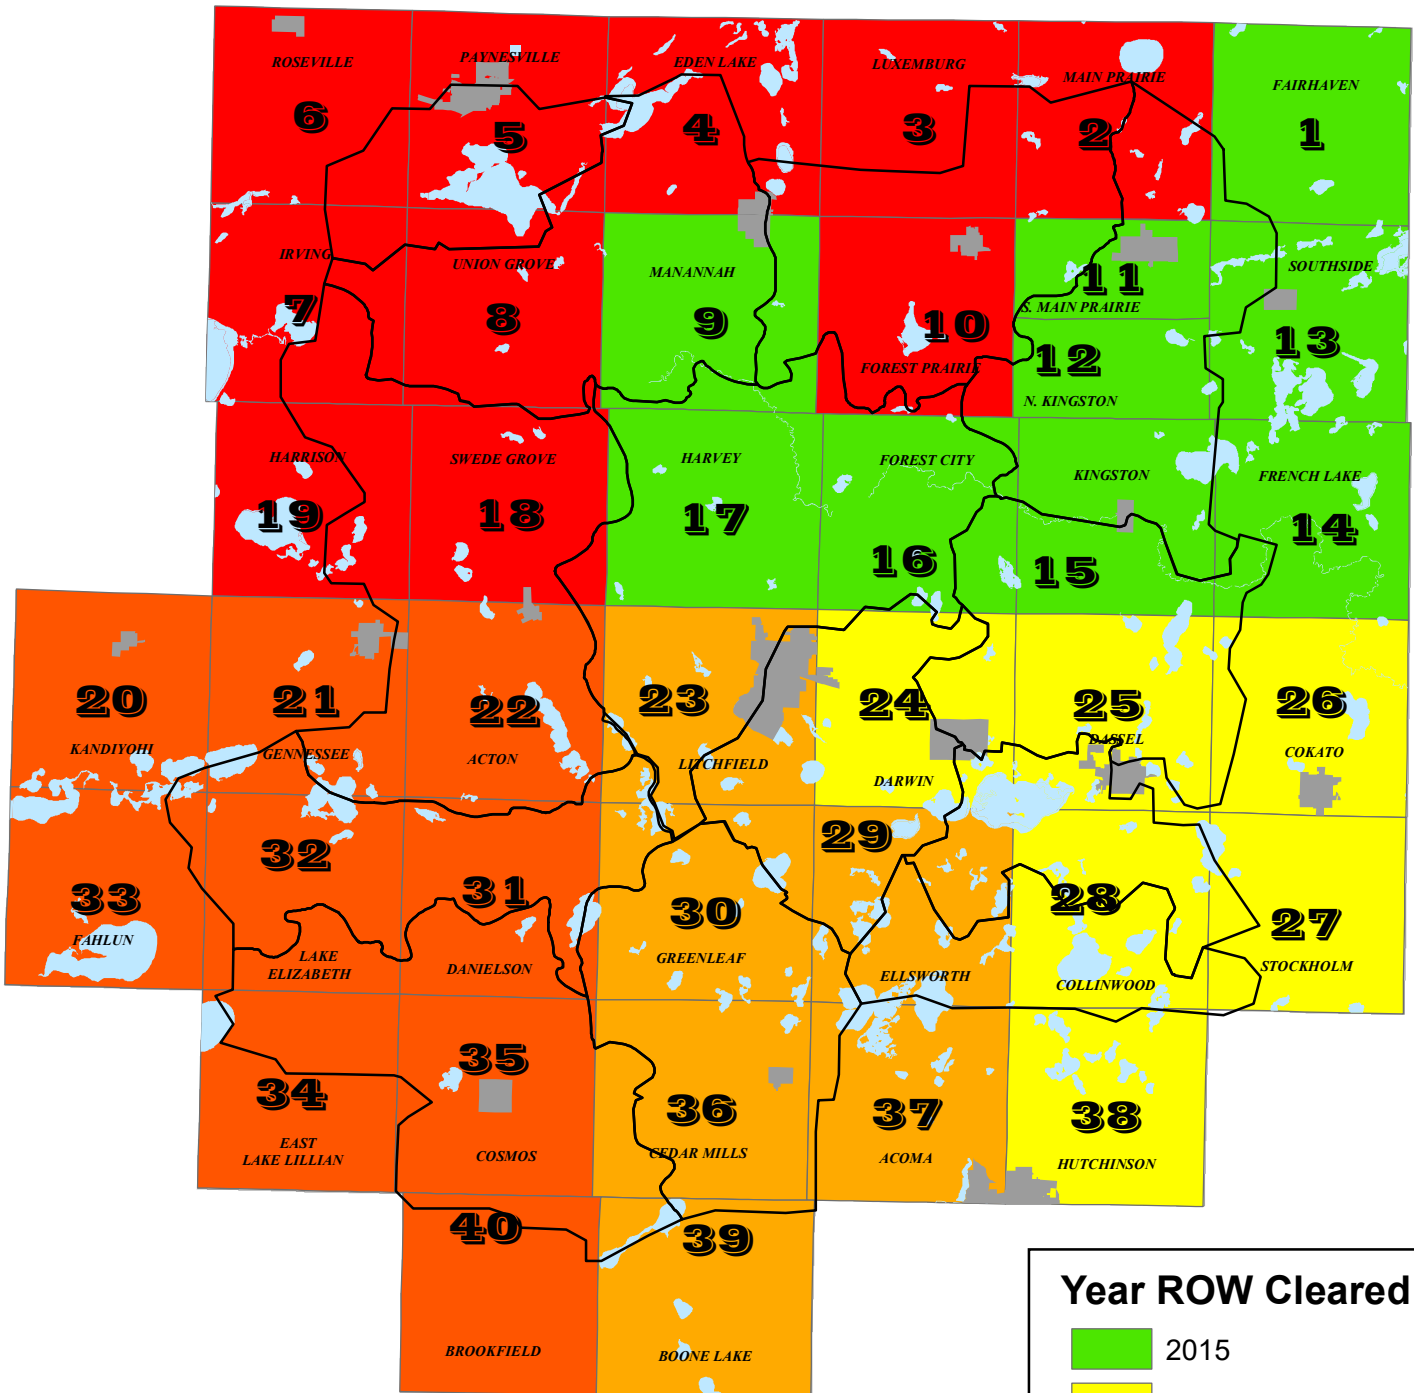 ROSEVILLE
6
PAYNESVILLE
5
EDEN LAKE
4
LUXEMBURG
3
MAIN PRAIRIE
2
FAIRHAVEN
1
IRVING
7
UNION GROVE
8
MANANNAH
9
10
FOREST PRAIRIE
11
S. MAIN PRAIRIE
12
N. KINGSTON
SOUTHSIDE
13
HARRISON
19
SWEDE GROVE
18
HARVEY
17
FOREST CITY
16
KINGSTON
15
FRENCH LAKE
14
20
KANDIYOHI
21
GENNESSEE
22
ACTON
23
LITCHFIELD
24
DARWIN
25
DASSEL
26
COKATO
33
FAHLUN
32
LAKE
ELIZABETH
31
DANIELSON
30
GREENLEAF
29
ELLSWORTH
28
COLLINWOOD
27
STOCKHOLM
34
EAST
LAKE LILLIAN
35
COSMOS
36
CEDAR MILLS
37
ACOMA
38
HUTCHINSON
40
BROOKFIELD
39
BOONE LAKE
Year ROW Cleared
2015